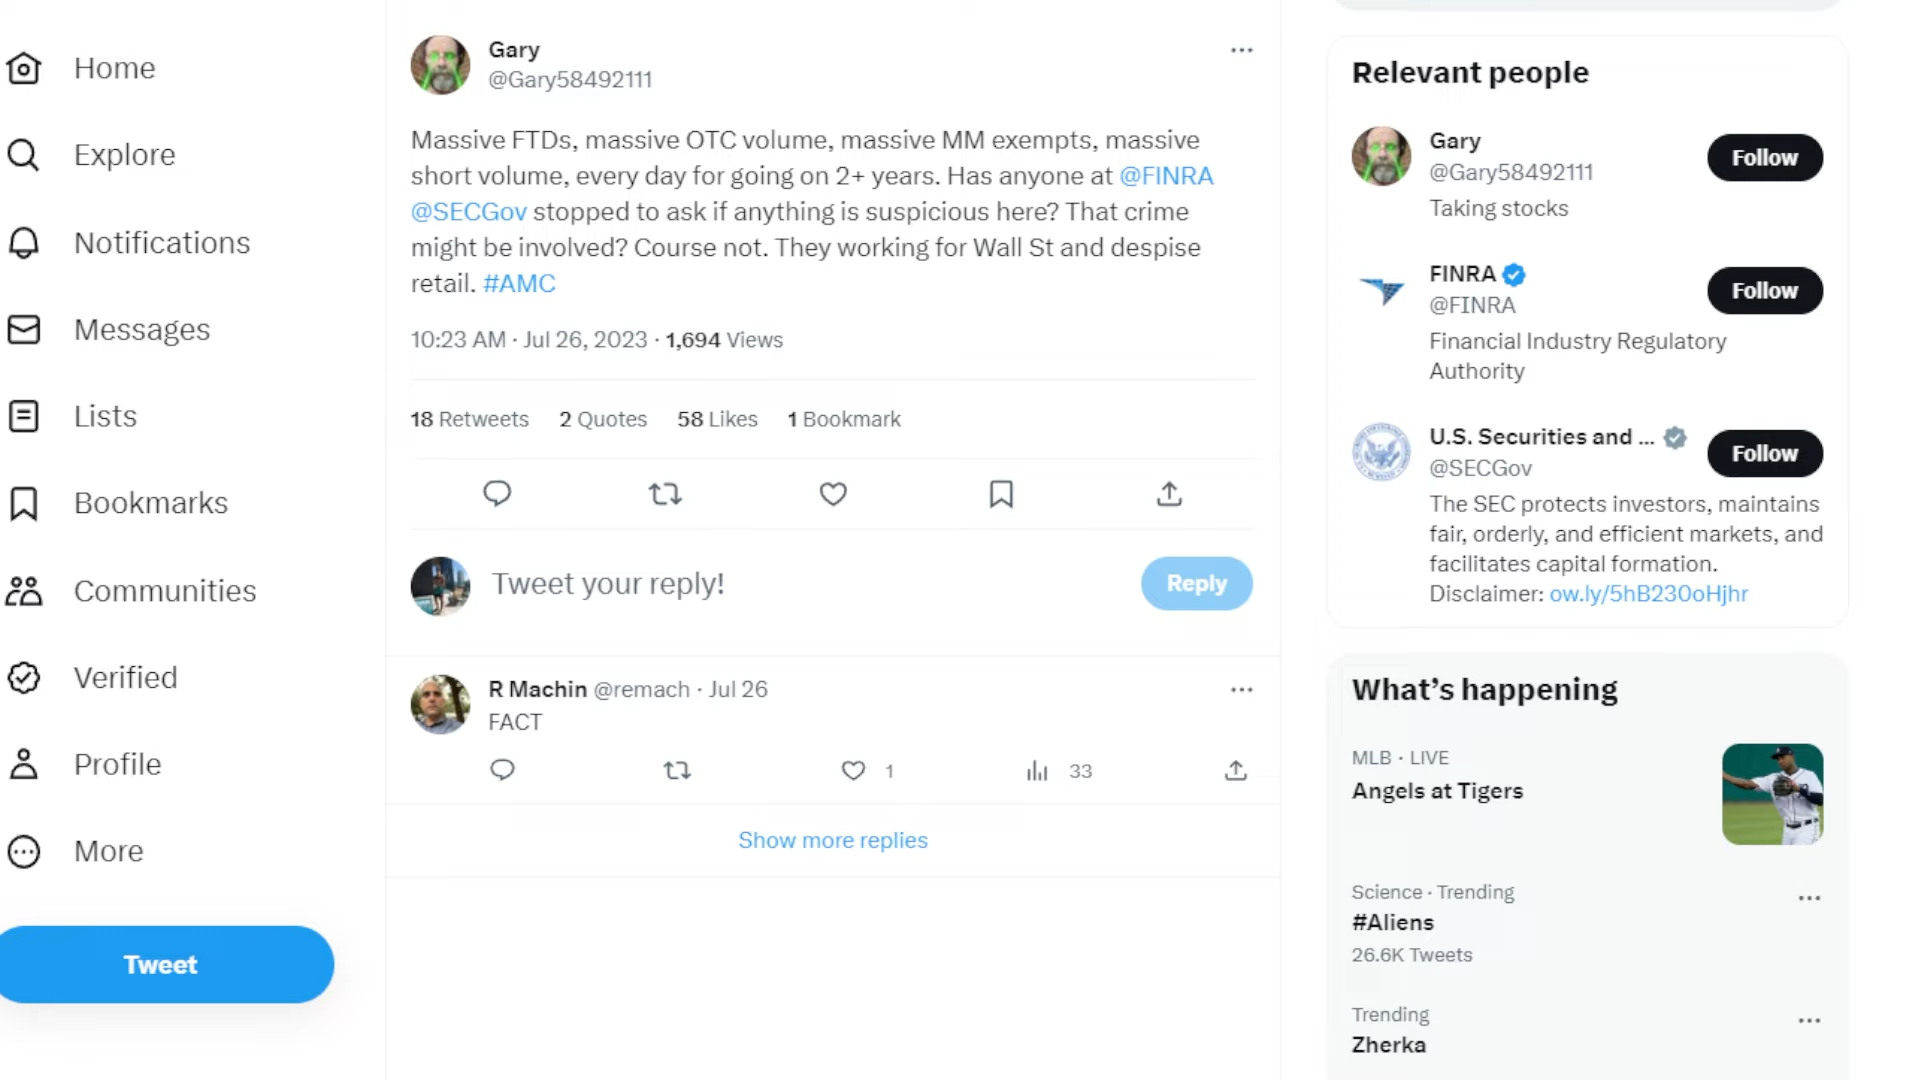 Home
Explore
Notifications
Messages
Lists
Bookmarks
Communities
Verified
Profile
More
Tweet
Gary
@Gary58492111
Massive FTDs, massive OTC volume, massive MM exempts, massive
short volume, every day for going on 2+ years. Has anyone at @FINRA
@SECGov stopped to ask if anything is suspicious here? That crime
might be involved? Course not. They working for Wall St and despise
retail. #AMC
10:23 AM · Jul 26, 2023 · 1,694 Views
18 Retweets 2 Quotes 58 Likes 1 Bookmark
Tweet your reply!
Reply
R Machin @remach · Jul 26
FACT
1 33
Show more replies
Relevant people
Gary
@Gary58492111
Follow
Taking stocks
FINRA
@FINRA
Follow
Financial Industry Regulatory
Authority
U.S. Securities and ...
@SECGov
Follow
The SEC protects investors, maintains
fair, orderly, and efficient markets, and
facilitates capital formation.
Disclaimer: ow.ly/5hB230oHjhr
What's happening
MLB · LIVE
Angels at Tigers
Science · Trending
#Aliens
26.6K Tweets
Trending
Zherka